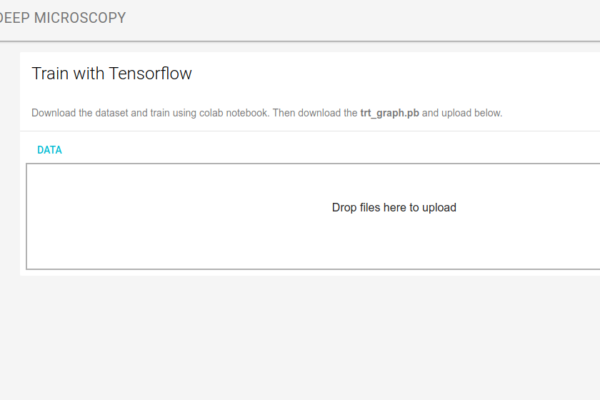 DEEP MICROSCOPY
Train with Tensorflow
Download the dataset and train using colab notebook. Then download the trt_graph.pb and upload below.
DATA
Drop files here to upload